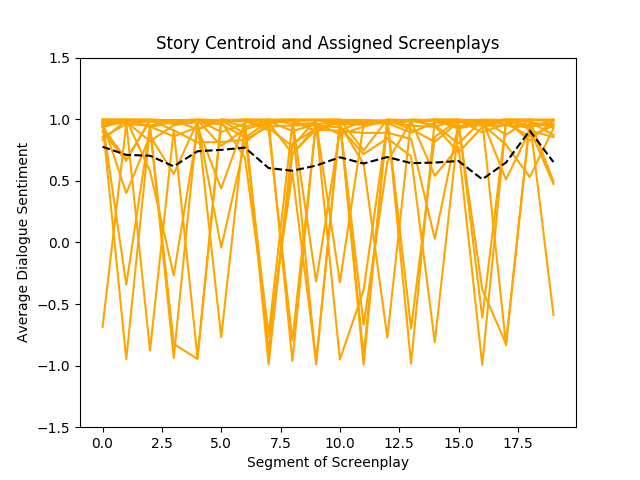 Story Centroid and Assigned Screenplays
1.5
1.0
0.5
0.0
−0.5
−1.0
−1.5
Average Dialogue Sentiment
0.0 2.5 5.0 7.5 10.0 12.5 15.0 17.5
Segment of Screenplay